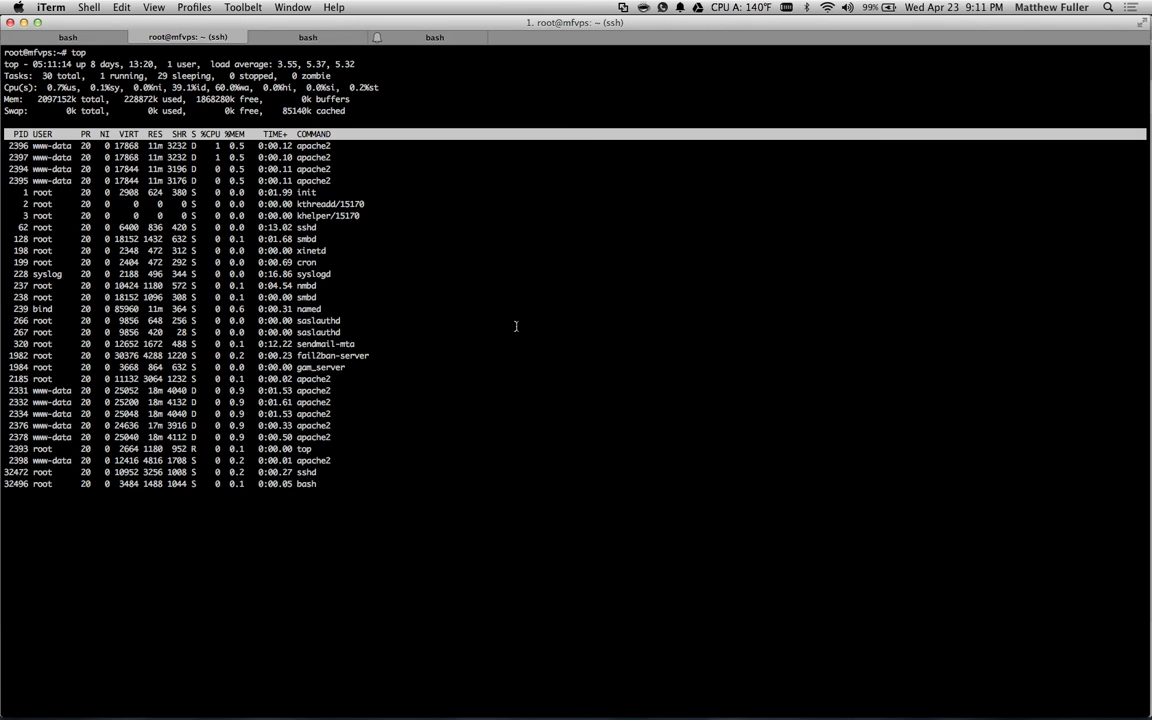 iTerm Shell Edit View Profiles Toolbelt Window Help CPU A: 140°F 99% Wed Apr 23 9:11 PM Matthew Fuller
1. root@mfvps: ~ (ssh)
bash root@mfvps: ~ (ssh) bash bash
root@mfvps:~# top
top - 05:11:14 up 8 days, 13:20, 1 user, load average: 3.55, 5.37, 5.32
Tasks: 30 total, 1 running, 29 sleeping, 0 stopped, 0 zombie
Cpu(s): 0.7%us, 0.1%sy, 0.0%ni, 39.1%id, 60.0%wa, 0.0%hi, 0.0%si, 0.2%st
Mem: 2097152k total, 228872k used, 1868280k free, 0k buffers
Swap: 0k total, 0k used, 0k free, 85140k cached
PID USER PR NI VIRT RES SHR S %CPU %MEM TIME+ COMMAND
2396 www-data 20 0 17868 11m 3232 D 1 0.5 0:00.12 apache2
2397 www-data 20 0 17868 11m 3232 D 1 0.5 0:00.10 apache2
2394 www-data 20 0 17844 11m 3196 D 0 0.5 0:00.11 apache2
2395 www-data 20 0 17844 11m 3176 D 0 0.5 0:00.11 apache2
1 root 20 0 2908 624 380 S 0 0.0 0:01.99 init
2 root 20 0 0 0 0 S 0 0.0 0:00.00 kthreadd/15170
3 root 20 0 0 0 0 S 0 0.0 0:00.00 khelper/15170
62 root 20 0 6400 836 420 S 0 0.0 0:13.02 sshd
128 root 20 0 18152 1432 632 S 0 0.1 0:01.68 smbd
198 root 20 0 2348 472 312 S 0 0.0 0:00.00 xinetd
199 root 20 0 2404 472 292 S 0 0.0 0:00.69 cron
228 syslog 20 0 2188 496 344 S 0 0.0 0:16.86 syslogd
237 root 20 0 10424 1180 572 S 0 0.1 0:04.54 nmbd
238 root 20 0 18152 1096 308 S 0 0.1 0:00.00 smbd
239 bind 20 0 85960 11m 364 S 0 0.6 0:00.31 named
266 root 20 0 9856 648 256 S 0 0.0 0:00.00 saslauthd
267 root 20 0 9856 420 28 S 0 0.0 0:00.00 saslauthd
320 root 20 0 12652 1672 488 S 0 0.1 0:12.22 sendmail-mta
1982 root 20 0 30376 4288 1220 S 0 0.2 0:00.23 fail2ban-server
1984 root 20 0 3668 864 632 S 0 0.0 0:00.00 gam_server
2185 root 20 0 11132 3064 1232 S 0 0.1 0:00.02 apache2
2331 www-data 20 0 25052 18m 4040 D 0 0.9 0:01.53 apache2
2332 www-data 20 0 25200 18m 4132 D 0 0.9 0:01.61 apache2
2334 www-data 20 0 25048 18m 4040 D 0 0.9 0:01.53 apache2
2376 www-data 20 0 24636 17m 3916 D 0 0.9 0:00.33 apache2
2378 www-data 20 0 25040 18m 4112 D 0 0.9 0:00.50 apache2
2393 root 20 0 2664 1180 952 R 0 0.1 0:00.00 top
2398 www-data 20 0 12416 4816 1708 S 0 0.2 0:00.01 apache2
32472 root 20 0 10952 3256 1008 S 0 0.2 0:00.27 sshd
32496 root 20 0 3484 1488 1044 S 0 0.1 0:00.05 bash